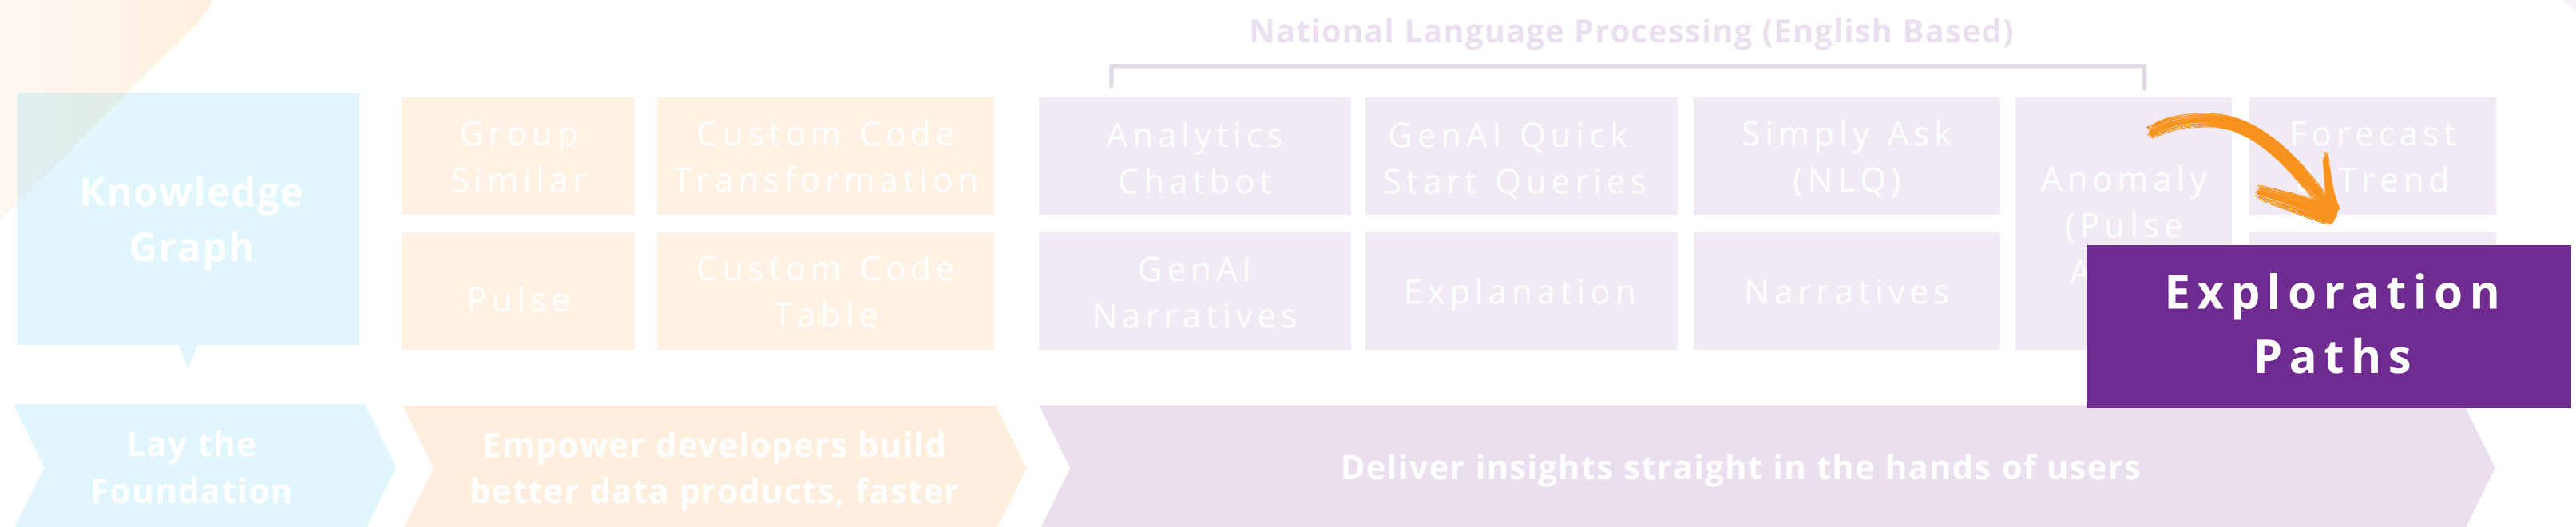 National Language Processing (English Based)
Knowledge
Graph
Group
Similar
Custom Code
Transformation
Pulse
Custom Code
Table
Analytics
Chatbot
GenAI Quick
Start Queries
Simply Ask
(NLQ)
GenAI
Narratives
Explanation
Narratives
Anomaly
(Pulse
Forecast
Trend
Exploration
Paths
Lay the
Foundation
Empower developers build
better data products, faster
Deliver insights straight in the hands of users